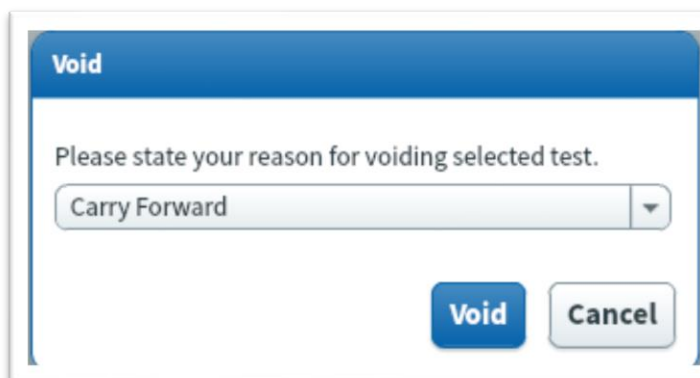 Void
Please state your reason for voiding selected test.
Carry Forward
Void Cancel